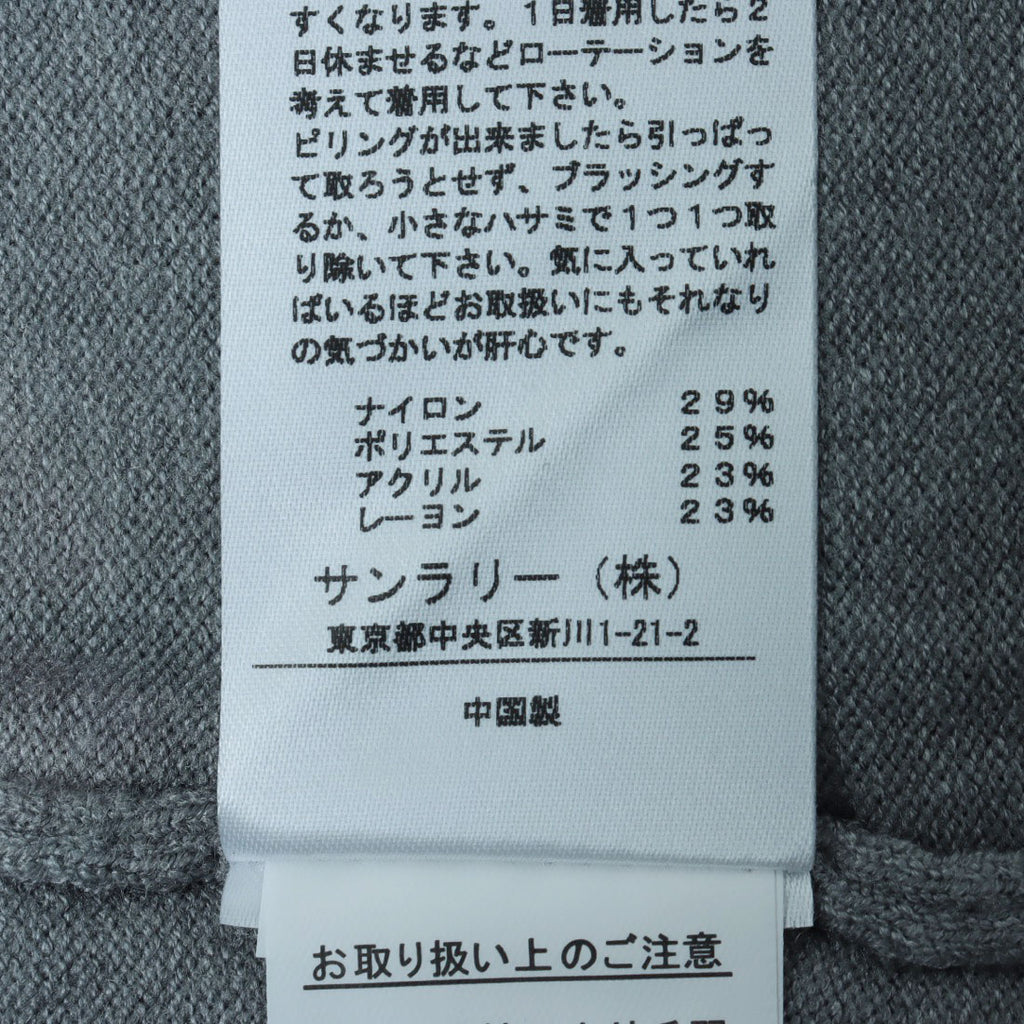 すくなります。1日着用したら2
日休ませるなどローテーションを
考えて着用して下さい。
ピリングが出来ましたら引っぱっ
て取ろうとせず、ブラッシングす
るか、小さなハサミで1つ1つ取
り除いて下さい。気に入っていれ
ばいるほどお取扱いにもそれなり
の気づかいが肝心です。
ナイロン 29%
ポリエステル 25%
アクリル 23%
レーヨン 23%
サンラリー(株)
東京都中央区新川1-21-2
中国製
お取り扱い上のご注意